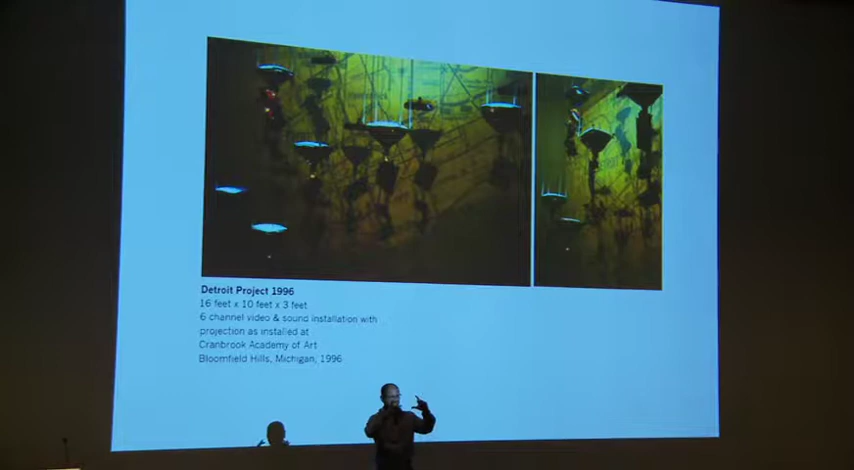 Detroit Project 1996
16 feet x 10 feet x 3 feet
6 channel video & sound installation with
projection as installed at
Cranbrook Academy of Art
Bloomfield Hills, Michigan, 1996